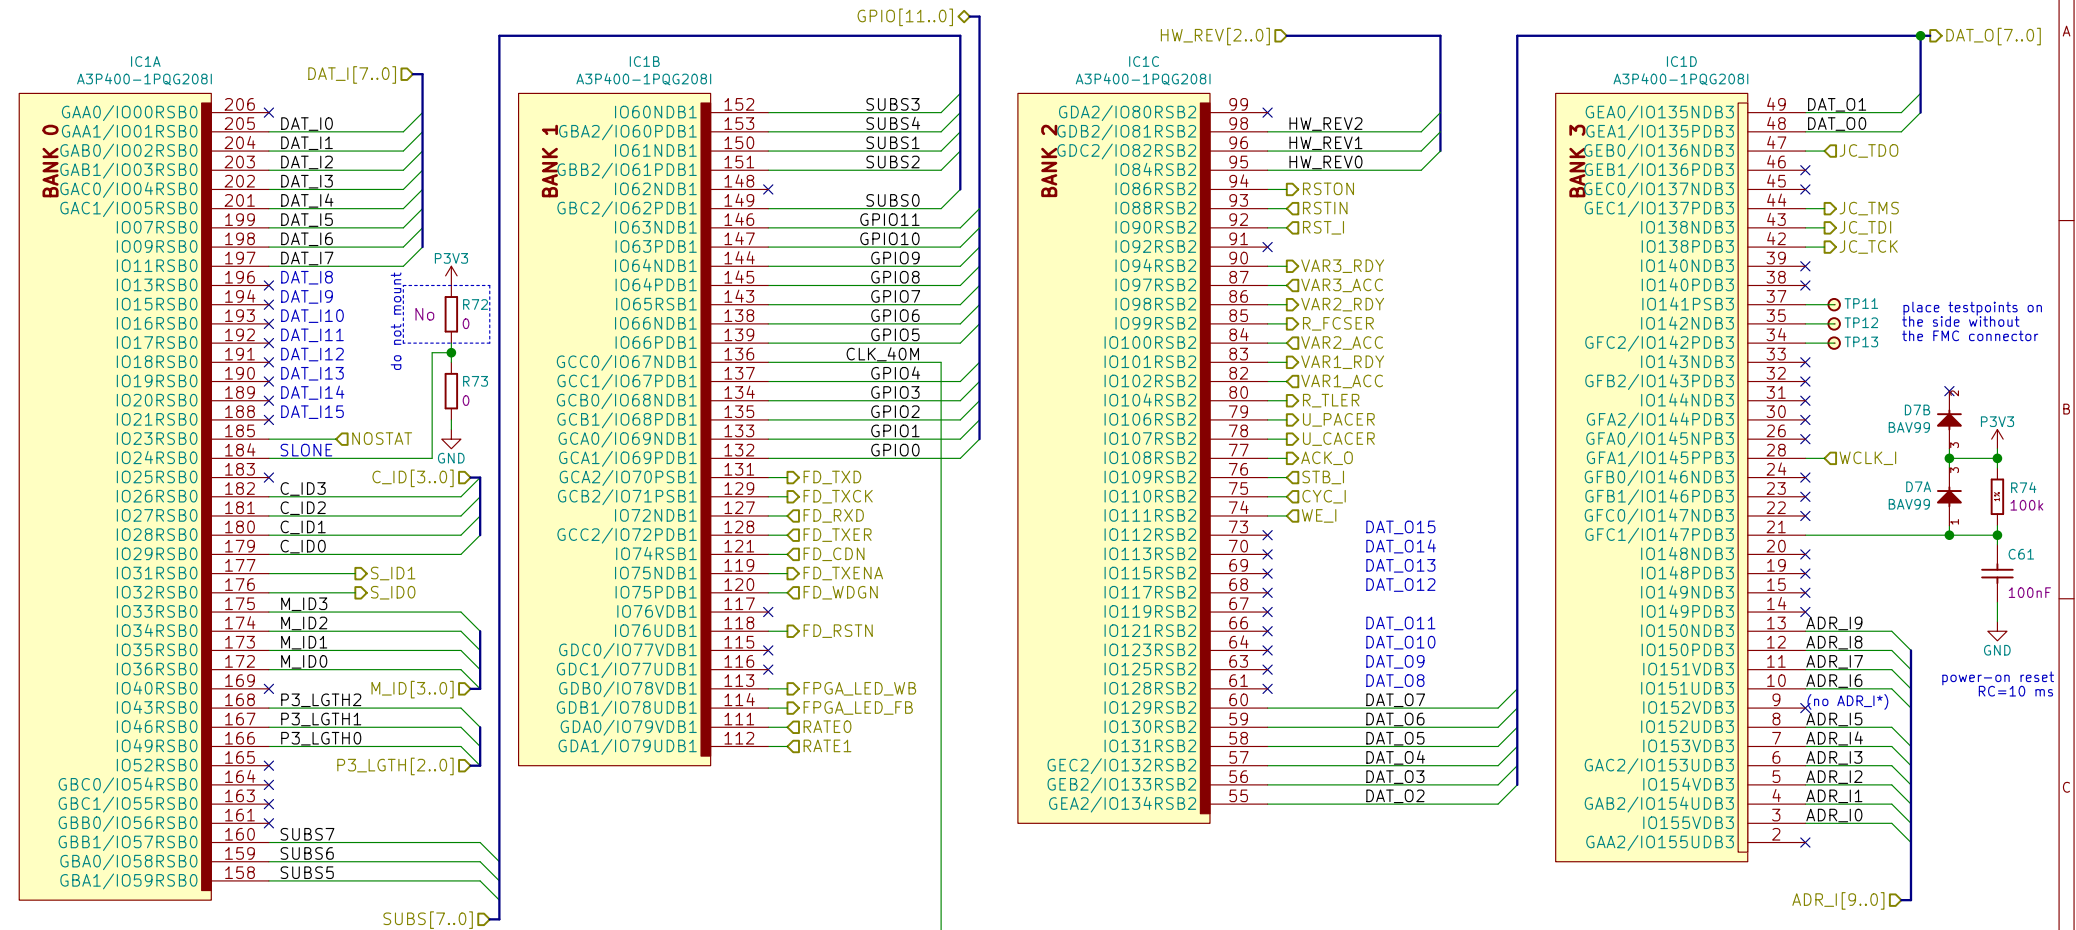 GPIO[11..0]
IC1A
A3P400-1PQG208I
DAT_I[7..0]
BANK 0
GAA0/IO00RSB0 206
GAA1/IO01RSB0 205 DAT_I0
GAB0/IO02RSB0 204 DAT_I1
GAB1/IO03RSB0 203 DAT_I2
GAC0/IO04RSB0 202 DAT_I3
GAC1/IO05RSB0 201 DAT_I4
IO07RSB0 199 DAT_I5
IO09RSB0 198 DAT_I6
IO11RSB0 197 DAT_I7
IO13RSB0 196 DAT_I8
IO15RSB0 194 DAT_I9
IO16RSB0 193 DAT_I10
IO17RSB0 192 DAT_I11
IO18RSB0 191 DAT_I12
IO19RSB0 190 DAT_I13
IO20RSB0 189 DAT_I14
IO21RSB0 188 DAT_I15
IO23RSB0 185 NOSTAT
IO24RSB0 184 SLONE
IO25RSB0 183 C_ID[3..0]
IO26RSB0 182 C_ID3
IO27RSB0 181 C_ID2
IO28RSB0 180 C_ID1
IO29RSB0 179 C_ID0
IO31RSB0 177 S_ID1
IO32RSB0 176 S_ID0
IO33RSB0 175 M_ID3
IO34RSB0 174 M_ID2
IO35RSB0 173 M_ID1
IO36RSB0 172 M_ID0
IO40RSB0 169 M_ID[3..0]
IO43RSB0 168 P3_LGTH2
IO46RSB0 167 P3_LGTH1
IO49RSB0 166 P3_LGTH0
IO52RSB0 165 P3_LGTH[2..0]
GBC0/IO54RSB0 164
GBC1/IO55RSB0 163
GBB0/IO56RSB0 161
GBB1/IO57RSB0 160 SUBS7
GBA0/IO58RSB0 159 SUBS6
GBA1/IO59RSB0 158 SUBS5
SUBS[7..0]
P3V3
do not mount
No
R72
0
R73
0
GND
IC1B
A3P400-1PQG208I
BANK 1
IO60NDB1 152 SUBS3
GBA2/IO60PDB1 153 SUBS4
IO61NDB1 150 SUBS1
GBB2/IO61PDB1 151 SUBS2
IO62NDB1 148
GBC2/IO62PDB1 149 SUBS0
IO63NDB1 146 GPIO11
IO63PDB1 147 GPIO10
IO64NDB1 144 GPIO9
IO64PDB1 145 GPIO8
IO65RSB1 143 GPIO7
IO66NDB1 138 GPIO6
IO66PDB1 139 GPIO5
GCC0/IO67NDB1 136 CLK_40M
GCC1/IO67PDB1 137 GPIO4
GCB0/IO68NDB1 134 GPIO3
GCB1/IO68PDB1 135 GPIO2
GCA0/IO69NDB1 133 GPIO1
GCA1/IO69PDB1 132 GPIO0
GCA2/IO70PSB1 131 FD_TXD
GCB2/IO71PSB1 129 FD_TXCK
IO72NDB1 127 FD_RXD
GCC2/IO72PDB1 128 FD_TXER
IO74RSB1 121 FD_CDN
IO75NDB1 119 FD_TXENA
IO75PDB1 120 FD_WDGN
IO76VDB1 117
IO76UDB1 118 FD_RSTN
GDC0/IO77VDB1 115
GDC1/IO77UDB1 116
GDB0/IO78VDB1 113 FPGA_LED_WB
GDB1/IO78UDB1 114 FPGA_LED_FB
GDA0/IO79VDB1 111 RATE0
GDA1/IO79UDB1 112 RATE1
HW_REV[2..0]
IC1C
A3P400-1PQG208I
BANK 2
GDA2/IO80RSB2 99
GDB2/IO81RSB2 98 HW_REV2
GDC2/IO82RSB2 96 HW_REV1
IO84RSB2 95 HW_REV0
IO86RSB2 94 RSTON
IO88RSB2 93 RSTIN
IO90RSB2 92 RST_I
IO92RSB2 91
IO94RSB2 90 VAR3_RDY
IO97RSB2 87 VAR3_ACC
IO98RSB2 86 VAR2_RDY
IO99RSB2 85 R_FCSER
IO100RSB2 84 VAR2_ACC
IO101RSB2 83 VAR1_RDY
IO102RSB2 82 VAR1_ACC
IO104RSB2 80 R_TLER
IO106RSB2 79 U_PACER
IO107RSB2 78 U_CACER
IO108RSB2 77 ACK_O
IO109RSB2 76 STB_I
IO110RSB2 75 CYC_I
IO111RSB2 74 WE_I
IO112RSB2 73 DAT_O15
IO113RSB2 70 DAT_O14
IO115RSB2 69 DAT_O13
IO117RSB2 68 DAT_O12
IO119RSB2 67
IO121RSB2 66 DAT_O11
IO123RSB2 64 DAT_O10
IO125RSB2 63 DAT_O9
IO128RSB2 61 DAT_O8
IO129RSB2 60 DAT_O7
IO130RSB2 59 DAT_O6
IO131RSB2 58 DAT_O5
GEC2/IO132RSB2 57 DAT_O4
GEB2/IO133RSB2 56 DAT_O3
GEA2/IO134RSB2 55 DAT_O2
DAT_O[7..0]
IC1D
A3P400-1PQG208I
BANK 3
GEA0/IO135NDB3 49 DAT_O1
GEA1/IO135PDB3 48 DAT_O0
GEB0/IO136NDB3 47 JC_TDO
GEB1/IO136PDB3 46
GEC0/IO137NDB3 45
GEC1/IO137PDB3 44 JC_TMS
IO138NDB3 43 JC_TDI
IO138PDB3 42 JC_TCK
IO140NDB3 39
IO140PDB3 38
IO141PSB3 37 TP11
IO142NDB3 35 TP12
GFC2/IO142PDB3 34 TP13
IO143NDB3 33
GFB2/IO143PDB3 32
IO144NDB3 31
GFA2/IO144PDB3 30
GFA0/IO145NPB3 26
GFA1/IO145PPB3 28 WCLK_I
GFB0/IO146NDB3 24
GFB1/IO146PDB3 23
GFC0/IO147NDB3 22
GFC1/IO147PDB3 21
IO148NDB3 20
IO148PDB3 19
IO149NDB3 15
IO149PDB3 14
IO150NDB3 13 ADR_I9
IO150PDB3 12 ADR_I8
IO151VDB3 11 ADR_I7
IO151UDB3 10 ADR_I6
IO152VDB3 9 (no ADR_I*)
IO152UDB3 8 ADR_I5
IO153VDB3 7 ADR_I4
GAC2/IO153UDB3 6 ADR_I3
IO154VDB3 5 ADR_I2
GAB2/IO154UDB3 4 ADR_I1
IO155VDB3 3 ADR_I0
GAA2/IO155UDB3 2
ADR_I[9..0]
place testpoints on
the side without
the FMC connector
2
D7B
BAV99
3
P3V3
3
D7A
BAV99
1
1%
R74
100k
C61
100nF
GND
power-on reset
RC=10 ms
A
B
C